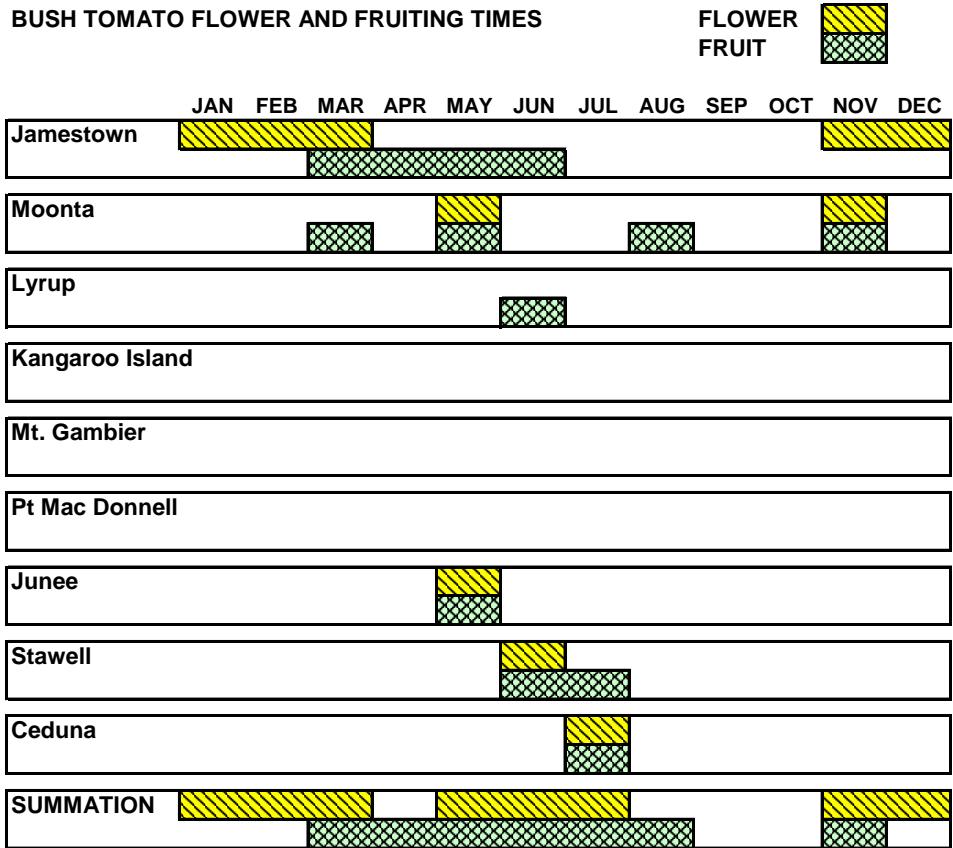 BUSH TOMATO FLOWER AND FRUITING TIMES FLOWER
FRUIT
JAN FEB MAR APR MAY JUN JUL AUG SEP OCT NOV DEC
Jamestown
Moonta
Lyrup
Kangaroo Island
Mt. Gambier
Pt Mac Donnell
Junee
Stawell
Ceduna
SUMMATION